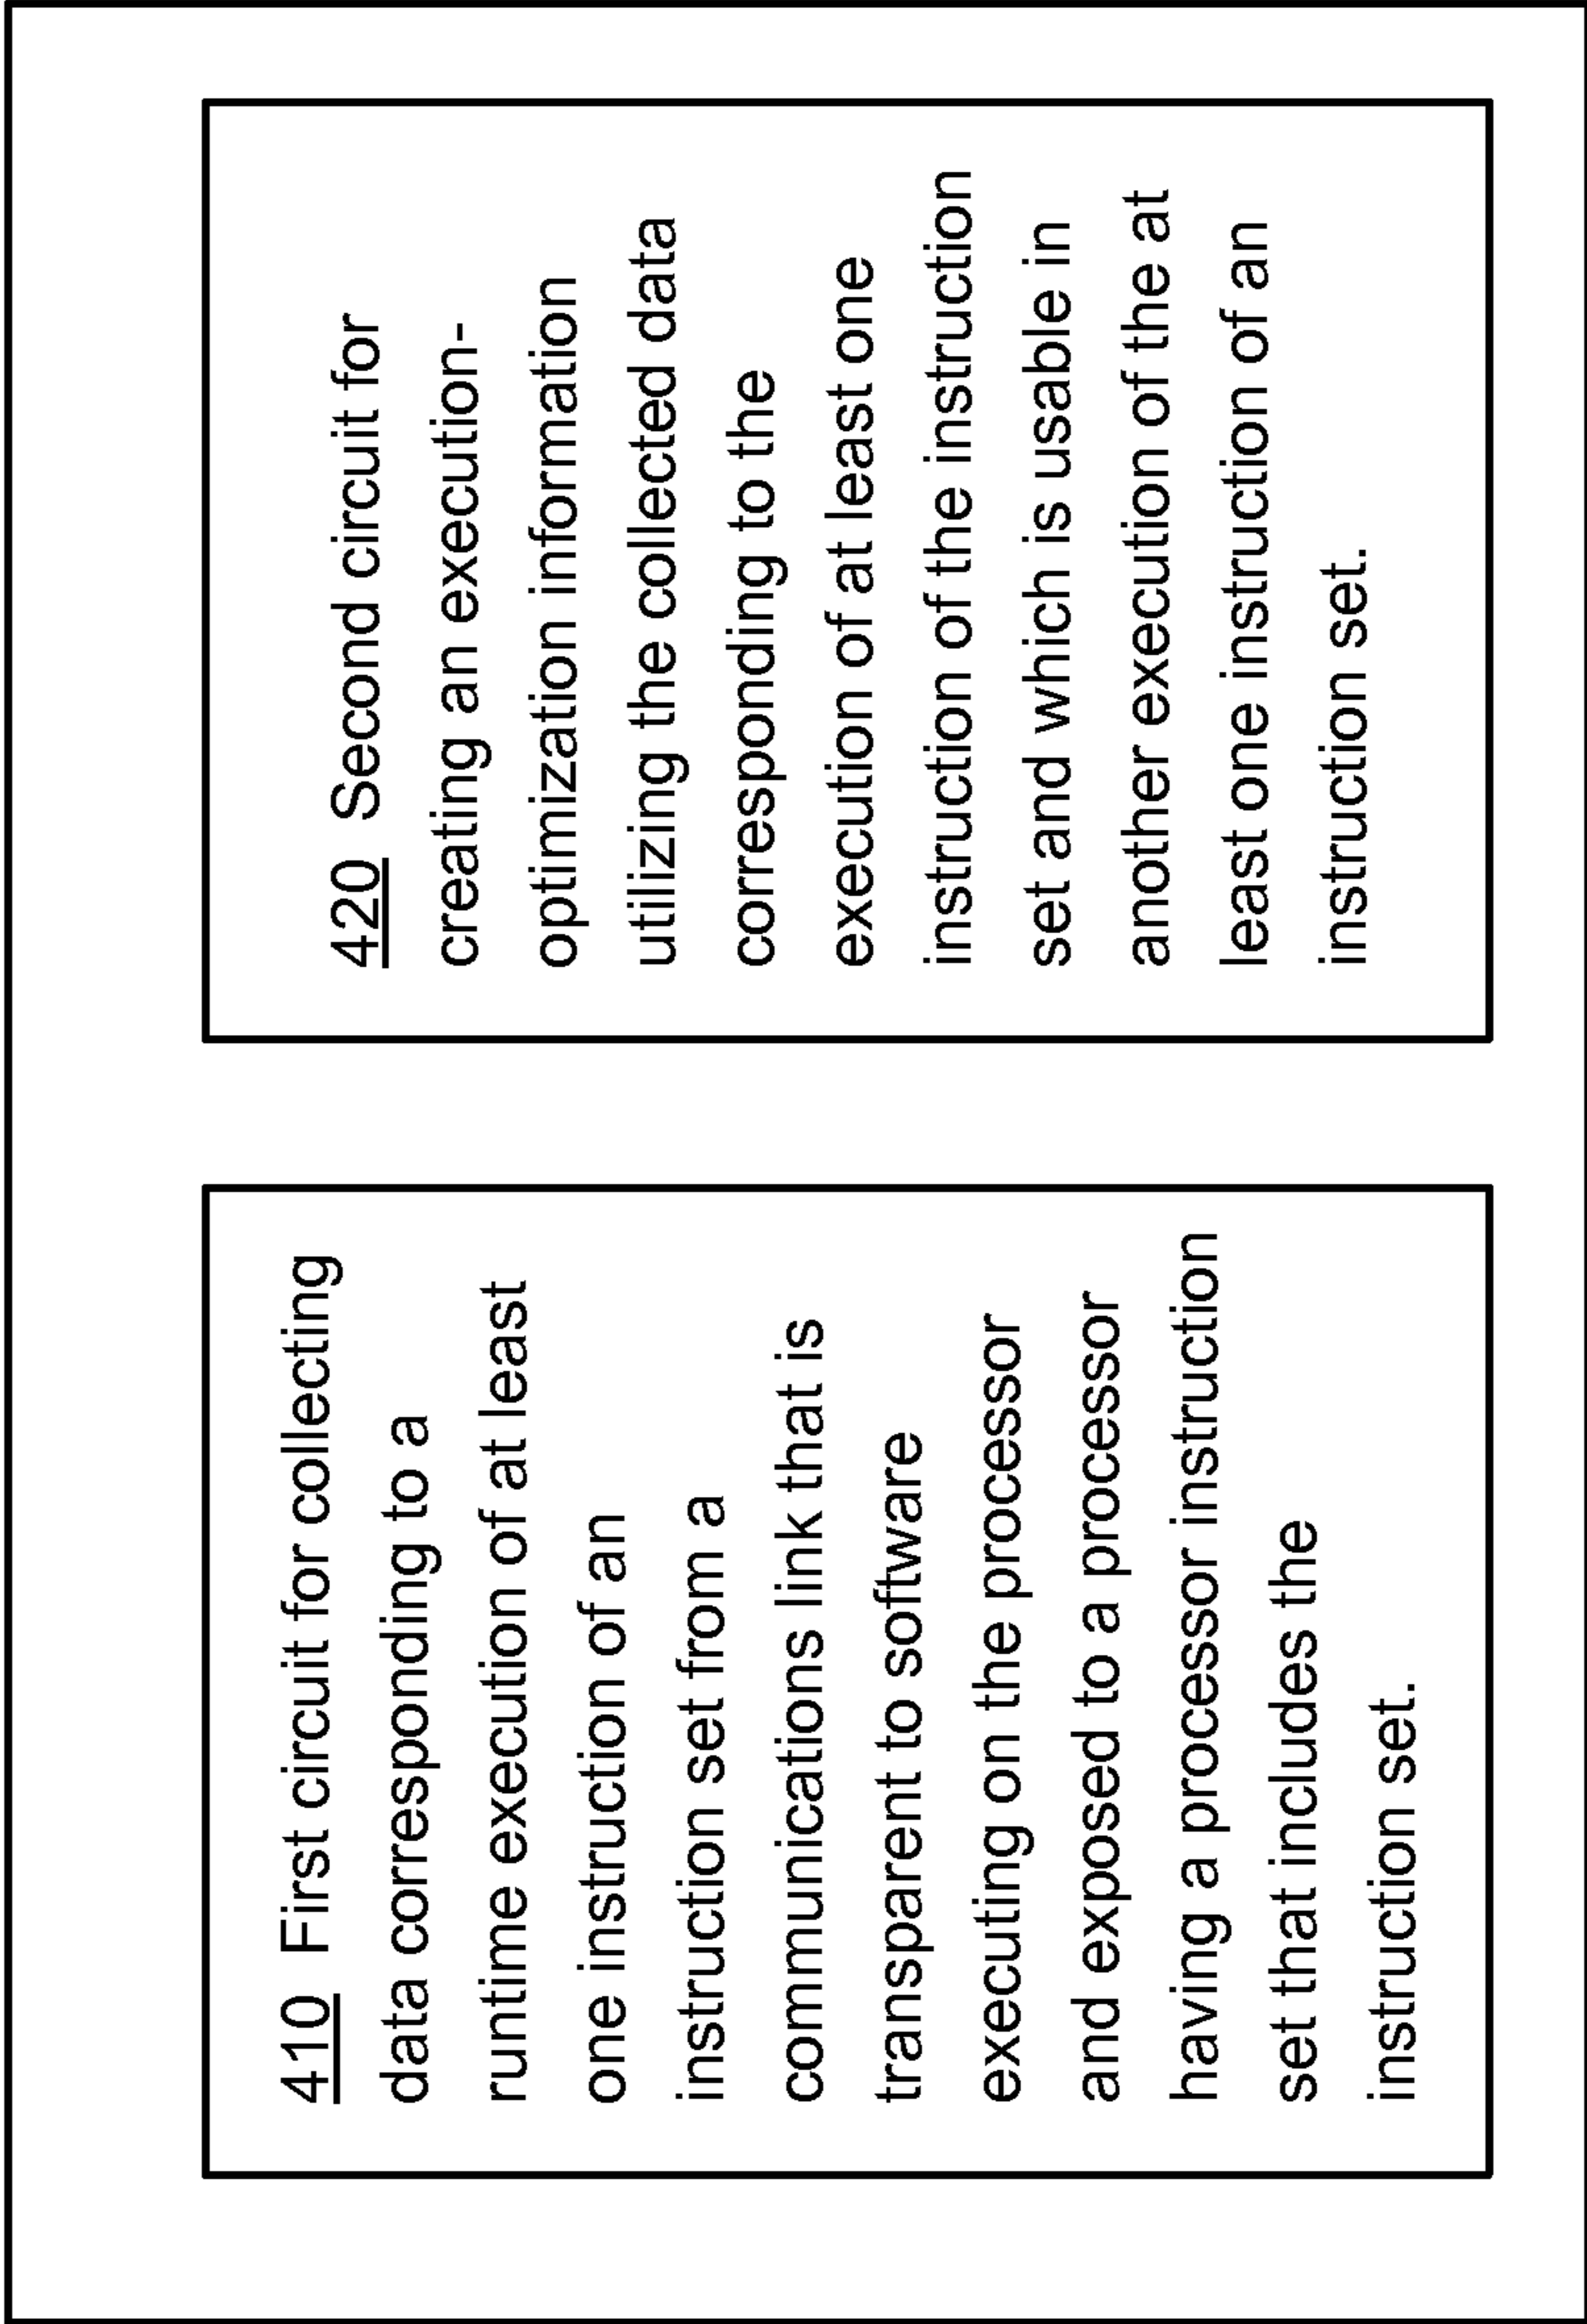 410 First circuit for collecting
data corresponding to a
runtime execution of at least
one instruction of an
instruction set from a
communications link that is
transparent to software
executing on the processor
and exposed to a processor
having a processor instruction
set that includes the
instruction set.
420 Second circuit for
creating an execution-
optimization information
utilizing the collected data
corresponding to the
execution of at least one
instruction of the instruction
set and which is usable in
another execution of the at
least one instruction of an
instruction set.